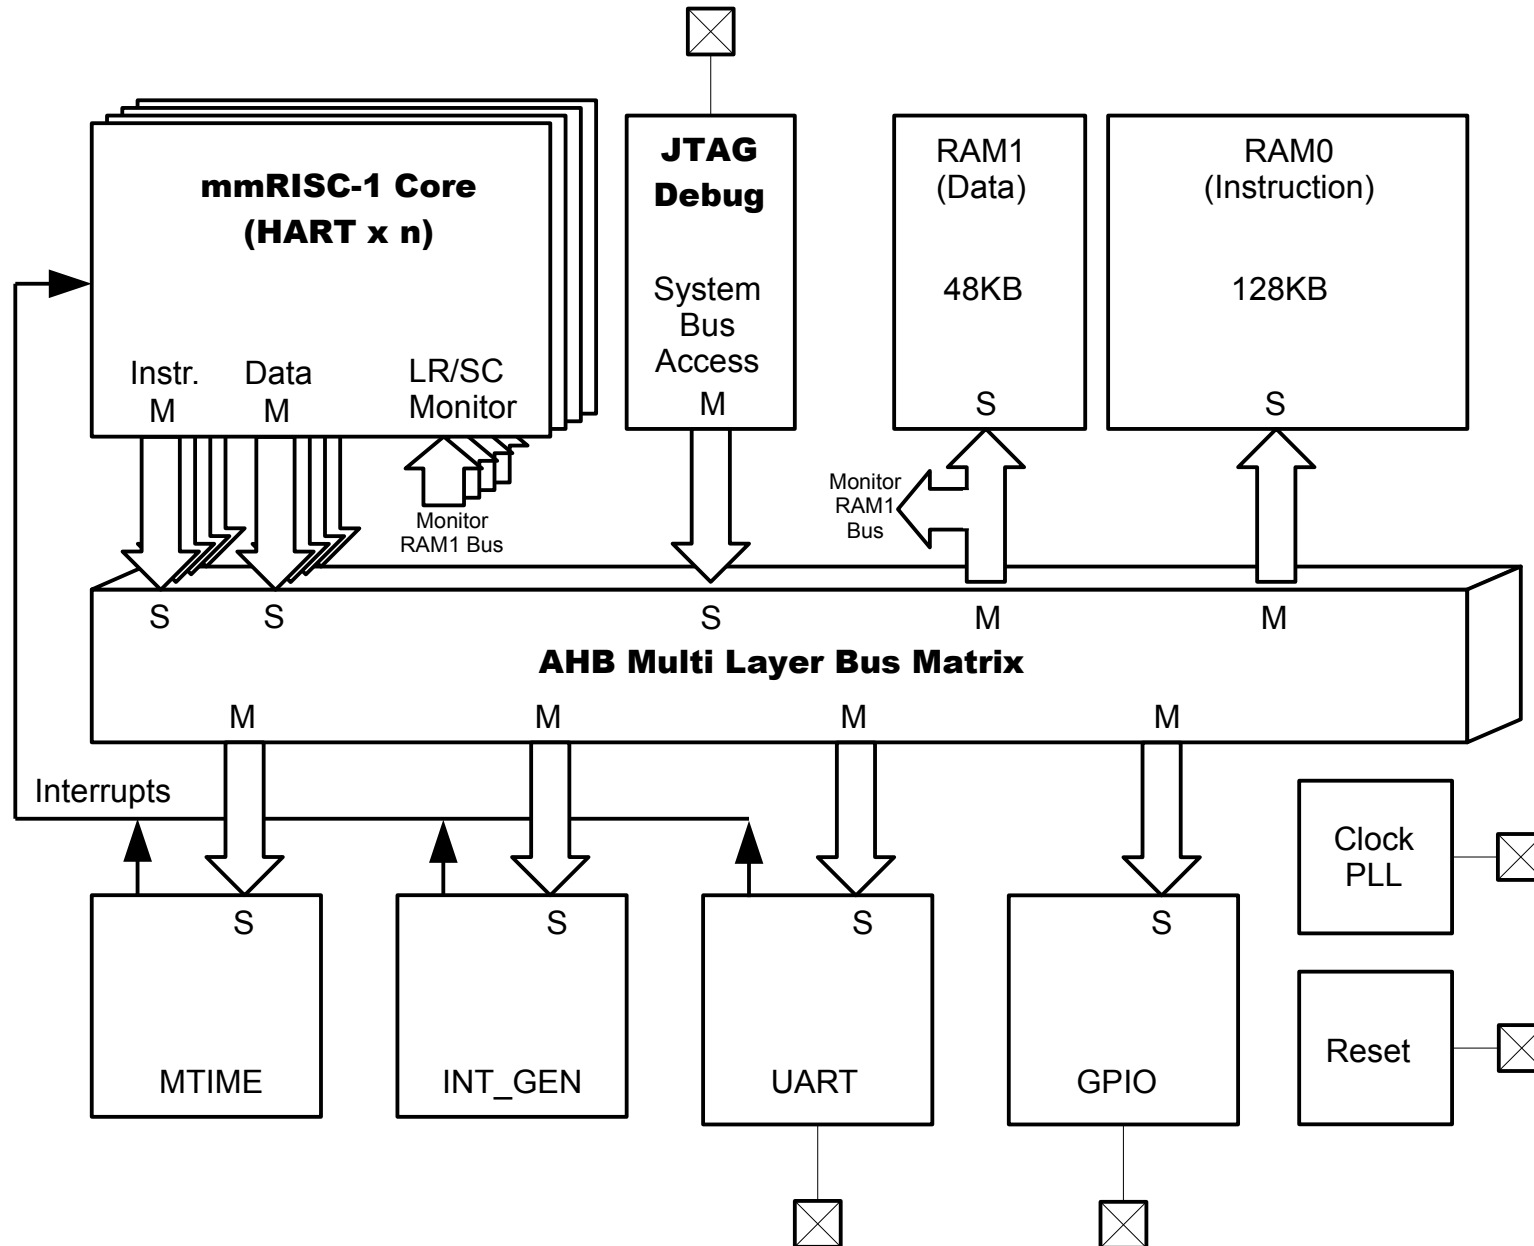 mmRISC-1 Core
(HART x n)
Instr.
M
Data
M
LR/SC
Monitor
Monitor
RAM1 Bus
JTAG
Debug
System
Bus
Access
M
RAM1
(Data)
48KB
S
Monitor
RAM1
Bus
RAM0
(Instruction)
128KB
S
S
S
S
M
M
AHB Multi Layer Bus Matrix
M
M
M
M
Interrupts
S
MTIME
S
INT_GEN
S
UART
S
GPIO
Clock
PLL
Reset